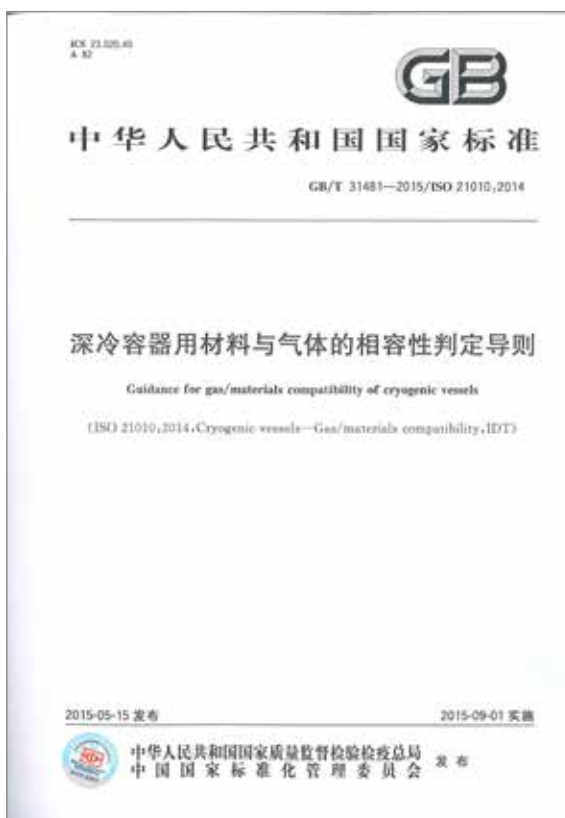 ICS 23.020.40
A 82
GB
中华人民共和国国家标准
GB/T 31481—2015/ISO 21010:2014
深冷容器用材料与气体的相容性判定导则
Guidance for gas/materials compatibility of cryogenic vessels
(ISO 21010:2014,Cryogenic vessels—Gas/materials compatibility,IDT)
2015-05-15 发布
2015-09-01 实施
中华人民共和国国家质量监督检验检疫总局
中国国家标准化管理委员会
发布